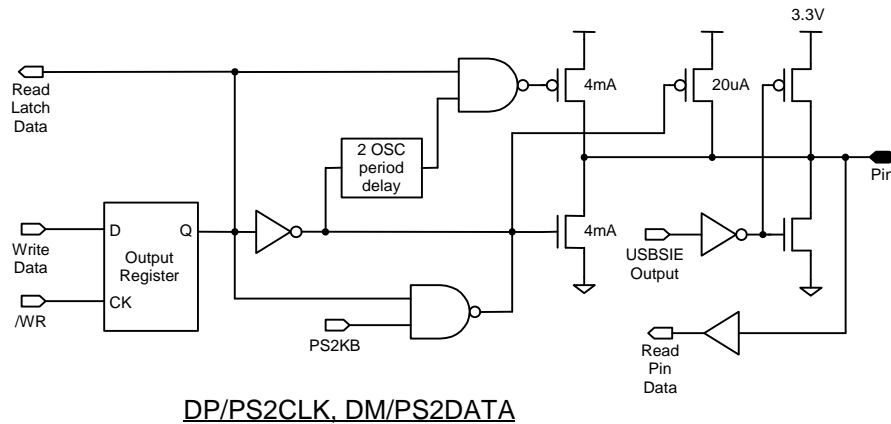 3.3V
Read
Latch
Data
4mA
20uA
2 OSC
period
delay
Pin
D
Q
Write
Data
Output
Register
4mA
USBSIE
Output
CK
/WR
PS2KB
Read
Pin
Data
DP/PS2CLK, DM/PS2DATA